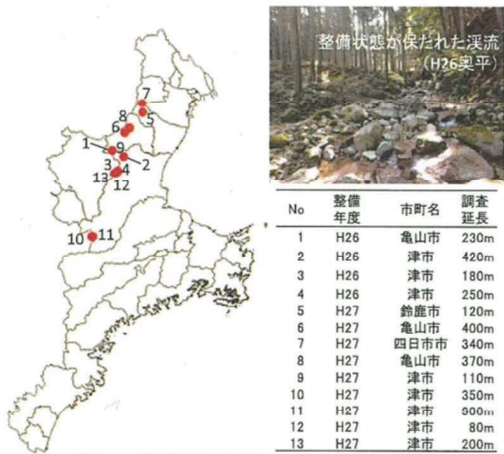 整備状態が保たれた渓流
(H26奥平)
7
8
5
6
1
9
2
3
4
13
12
10
11
No 整備年度 市町名 調査延長
1 H26 亀山市 230m
2 H26 津市 420m
3 H26 津市 180m
4 H26 津市 250m
5 H27 鈴鹿市 120m
6 H27 亀山市 400m
7 H27 四日市市 340m
8 H27 亀山市 370m
9 H27 津市 110m
10 H27 津市 350m
11 H27 津市 900m
12 H27 津市 80m
13 H27 津市 200m